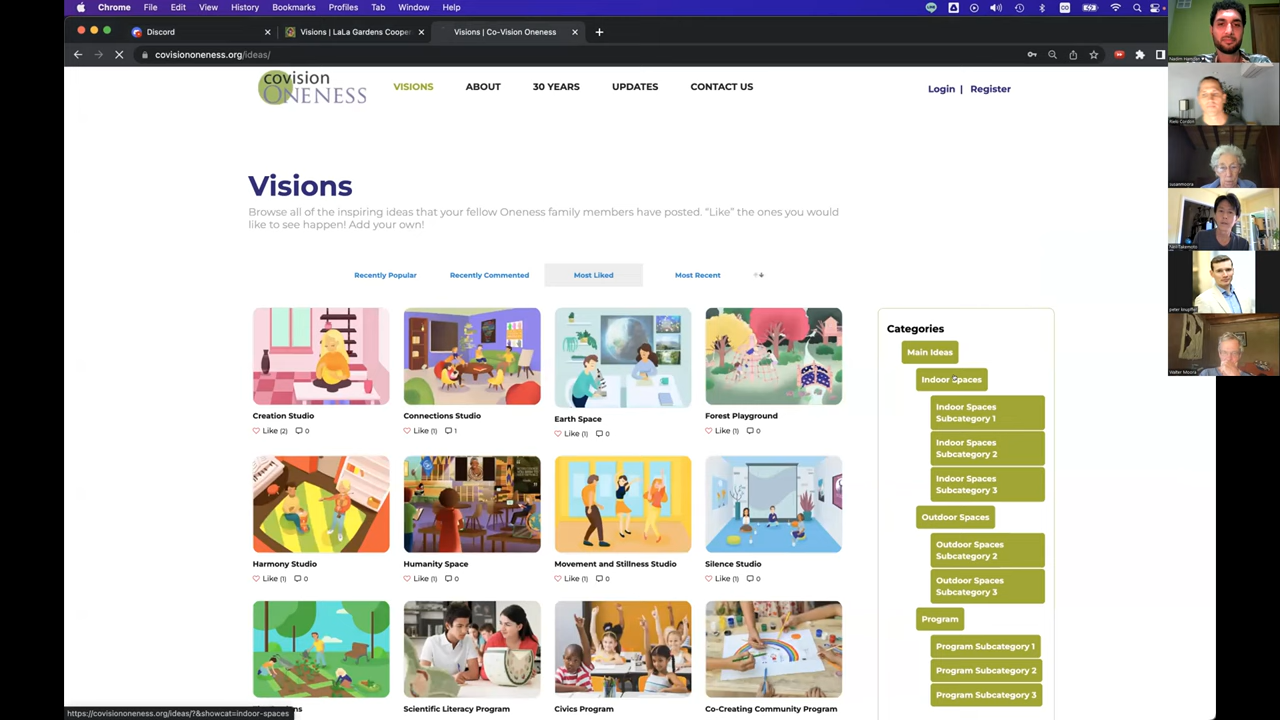 Chrome File Edit View History Bookmarks Profiles Tab Window Help
Discord
Visions | LaLa Gardens Cooper
Visions | Co-Vision Oneness
covisiononeness.org/ideas/
covision
ONENESS
VISIONS
ABOUT
30 YEARS
UPDATES
CONTACT US
Login | Register
Visions
Browse all of the inspiring ideas that your fellow Oneness family members have posted. "Like" the ones you would
like to see happen! Add your own!
Recently Popular
Recently Commented
Most Liked
Most Recent
Creation Studio
Like (2) 0
Connections Studio
Like (1) 1
Earth Space
Like (1) 0
Forest Playground
Like (1) 0
Harmony Studio
Like (1) 0
Humanity Space
Like (1) 0
Movement and Stillness Studio
Like (1) 0
Silence Studio
Like (1) 0
Scientific Literacy Program
Civics Program
Co-Creating Community Program
Categories
Main Ideas
Indoor Spaces
Indoor Spaces
Subcategory 1
Indoor Spaces
Subcategory 2
Indoor Spaces
Subcategory 3
Outdoor Spaces
Outdoor Spaces
Subcategory 2
Outdoor Spaces
Subcategory 3
Program
Program Subcategory 1
Program Subcategory 2
Program Subcategory 3
https://covisiononeness.org/ideas/?&showcat=indoor-spaces
susanmoora
peter knupffer
Walter Moora